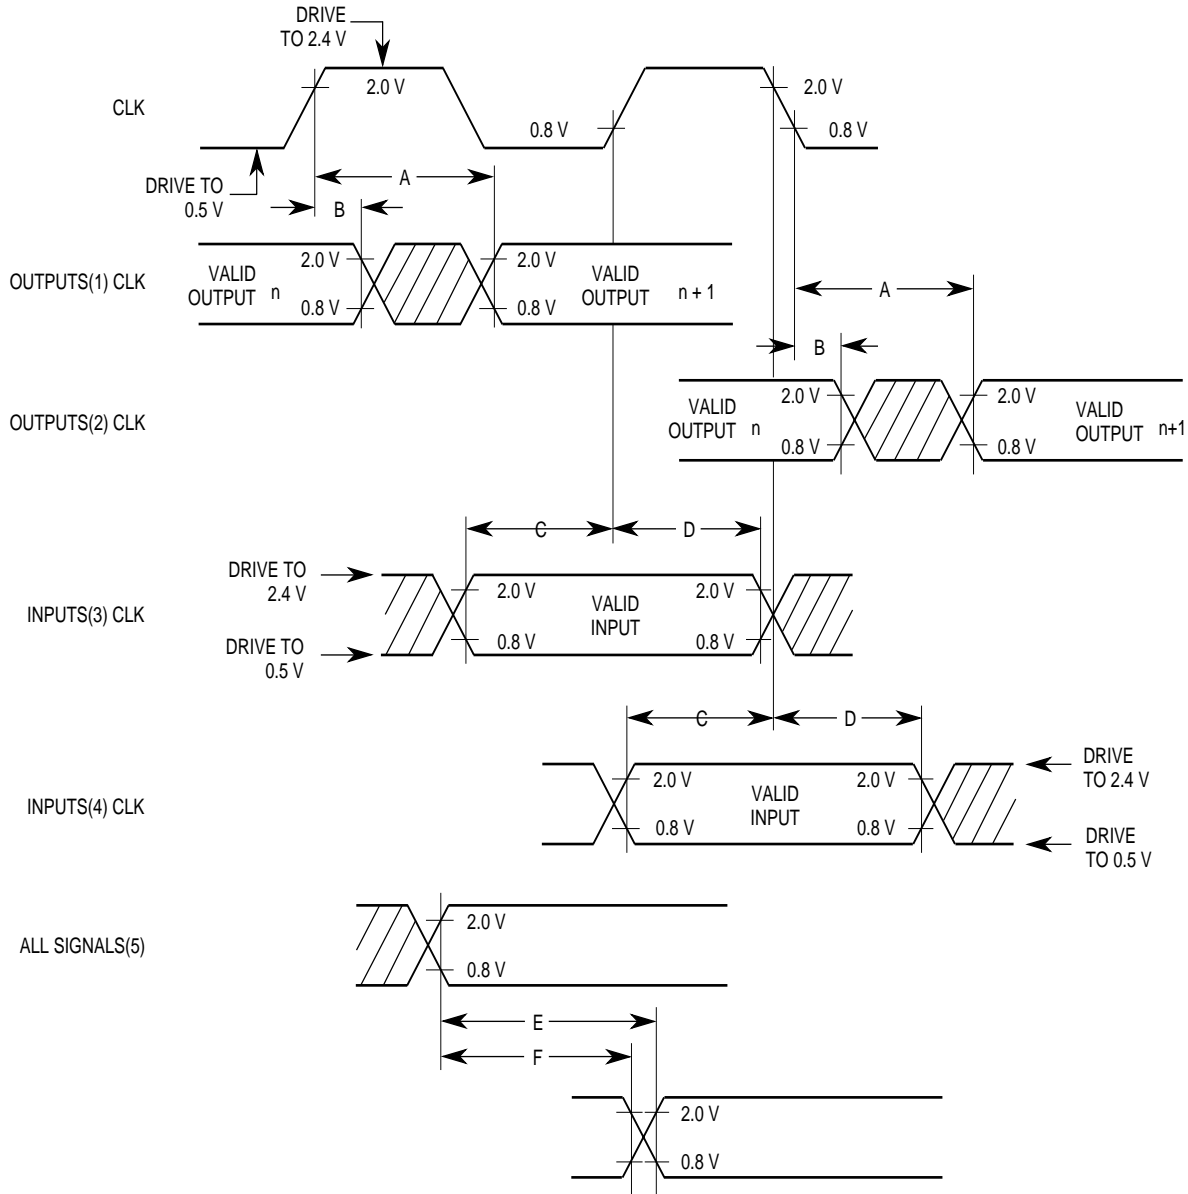 DRIVE
TO 2.4 V
2.0 V
2.0 V
CLK
0.8 V
0.8 V
DRIVE TO
0.5 V
A
B
OUTPUTS(1) CLK
VALID
OUTPUT n
2.0 V
0.8 V
2.0 V
0.8 V
VALID
OUTPUT n + 1
A
B
OUTPUTS(2) CLK
VALID
OUTPUT n
2.0 V
0.8 V
2.0 V
0.8 V
VALID
OUTPUT n+1
C
D
DRIVE TO
2.4 V
INPUTS(3) CLK
DRIVE TO
0.5 V
2.0 V
0.8 V
VALID
INPUT
2.0 V
0.8 V
C
D
INPUTS(4) CLK
2.0 V
0.8 V
VALID
INPUT
2.0 V
0.8 V
DRIVE
TO 2.4 V
DRIVE
TO 0.5 V
ALL SIGNALS(5)
2.0 V
0.8 V
E
F
2.0 V
0.8 V